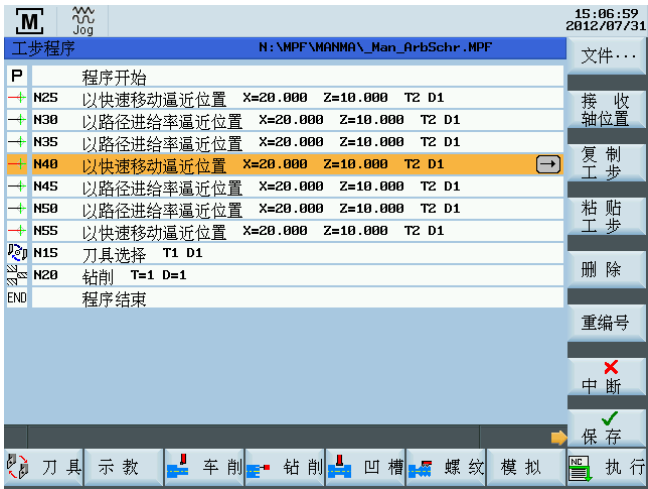 M
Jog
15:06:59
2012/07/31
工步程序 N:\MPF\MANMA\_Man_ArbSchr.MPF
文件···
P 程序开始
N25 以快速移动逼近位置 X=20.000 Z=10.000 T2 D1
接 收
轴位置
N30 以路径进给率逼近位置 X=20.000 Z=10.000 T2 D1
N35 以路径进给率逼近位置 X=20.000 Z=10.000 T2 D1
复 制
工 步
N40 以快速移动逼近位置 X=20.000 Z=10.000 T2 D1
N45 以路径进给率逼近位置 X=20.000 Z=10.000 T2 D1
粘 贴
工 步
N50 以路径进给率逼近位置 X=20.000 Z=10.000 T2 D1
N55 以快速移动逼近位置 X=20.000 Z=10.000 T2 D1
N15 刀具选择 T1 D1
删 除
N20 钻削 T=1 D=1
END 程序结束
重编号
中 断
保 存
刀 具
示 教
车 削
钻 削
凹 槽
螺 纹
模 拟
NC
执 行